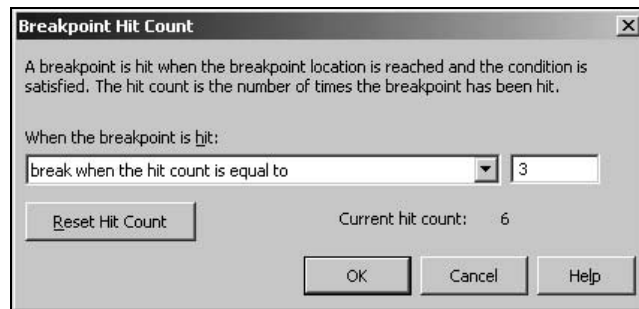 Breakpoint Hit Count
A breakpoint is hit when the breakpoint location is reached and the condition is
satisfied. The hit count is the number of times the breakpoint has been hit.
When the breakpoint is hit:
break when the hit count is equal to 3
Reset Hit Count Current hit count: 6
OK Cancel Help